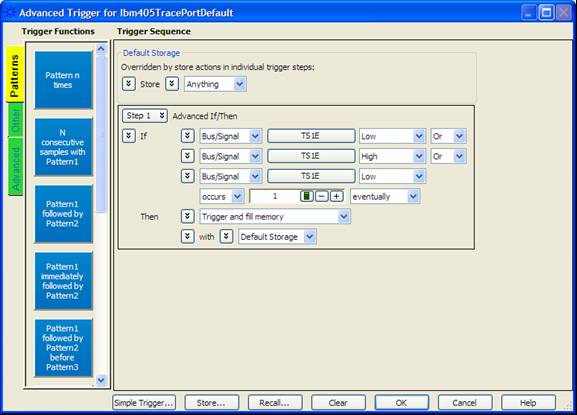 Advanced Trigger for Ibm405TracePortDefault
Trigger Functions
Trigger Sequence
Patterns
Other
Advanced
Pattern n
times
N
consecutive
samples with
Pattern1
Pattern1
followed by
Pattern2
Pattern1
immediately
followed by
Pattern2
Pattern1
followed by
Pattern2
before
Pattern3
Default Storage
Overridden by store actions in individual trigger steps:
Store Anything
Step 1 Advanced If/Then
If Bus/Signal TS1E Low Or
Bus/Signal TS1E High Or
Bus/Signal TS1E Low
occurs 1 − + eventually
Then Trigger and fill memory
with Default Storage
Simple Trigger... Store... Recall... Clear OK Cancel Help